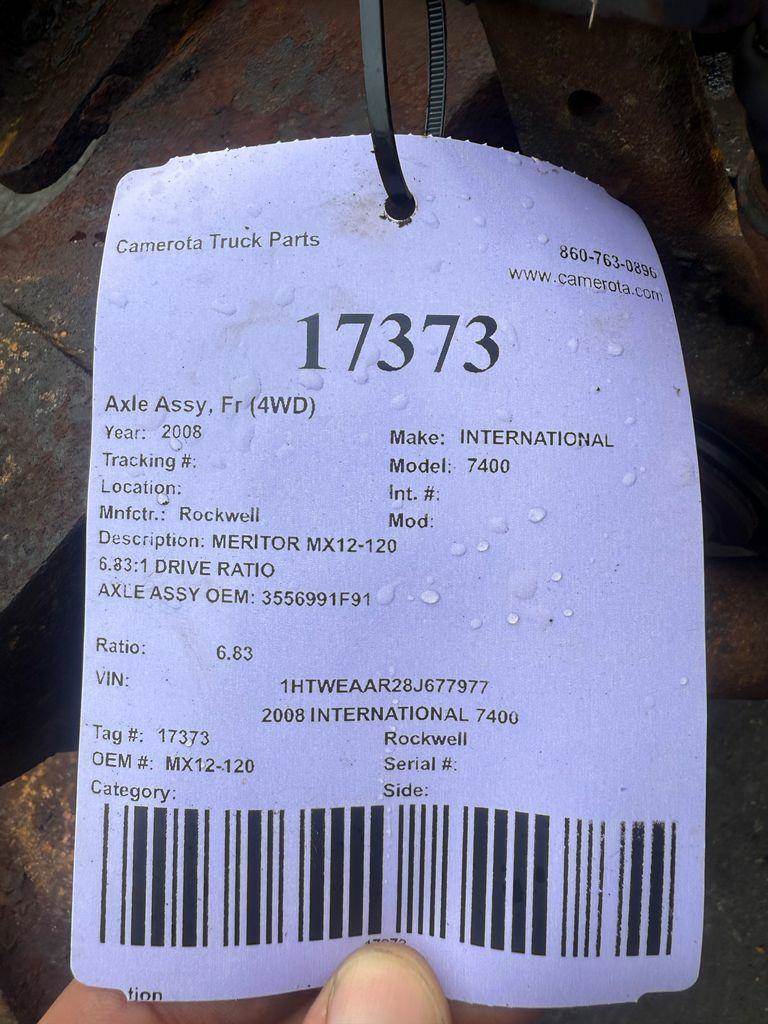 Camerota Truck Parts
860-763-0896
www.camerota.com
17373
Axle Assy, Fr (4WD)
Year: 2008
Make: INTERNATIONAL
Tracking #:
Model: 7400
Location:
Int. #:
Mnfctr.: Rockwell
Mod:
Description: MERITOR MX12-120
6.83:1 DRIVE RATIO
AXLE ASSY OEM: 3556991F91
Ratio: 6.83
VIN: 1HTWEAAR28J677977
2008 INTERNATIONAL 7400
Tag #: 17373
Rockwell
OEM #: MX12-120
Serial #:
Category:
Side:
17373
tion